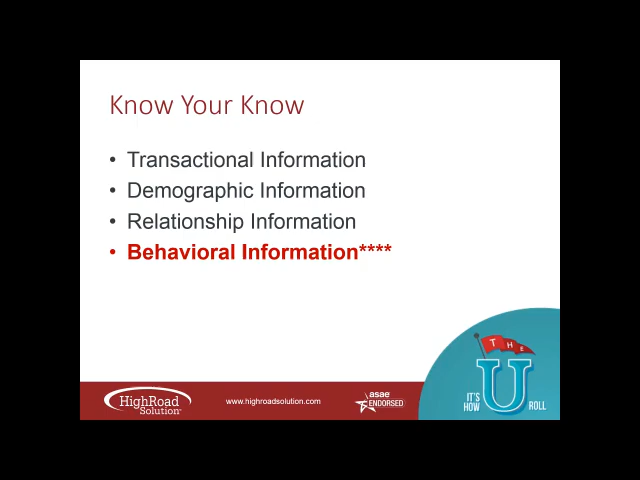 Know Your Know
• Transactional Information
• Demographic Information
• Relationship Information
• Behavioral Information****
THE
U
IT'S
HOW
ROLL
HighRoad
Solution
www.highroadsolution.com
asae
ENDORSED